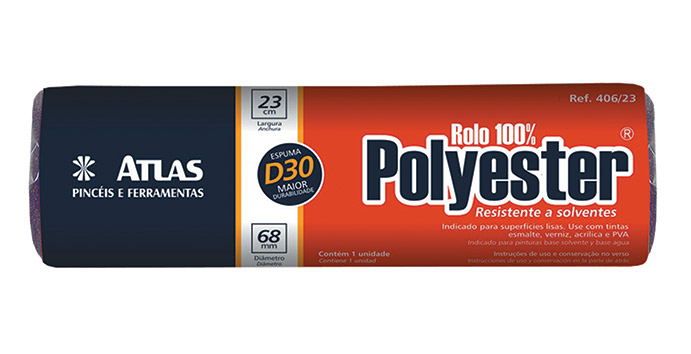 ATLAS
PINCÉIS E FERRAMENTAS
23
cm
Largura
Anchura
ESPUMA
D30
MAIOR
DURABILIDADE
68
mm
Diâmetro
Diámetro
Ref. 406/23
Rolo 100%
Polyester®
Resistente a solventes
Indicado para superfícies lisas. Use com tintas
esmalte, verniz, acrílica e PVA
Indicado para pinturas base solvente y base agua
Contém 1 unidade
Contiene 1 unidad
Instruções de uso e conservação no verso
Instrucciones de uso y conservación en la parte de atrás.